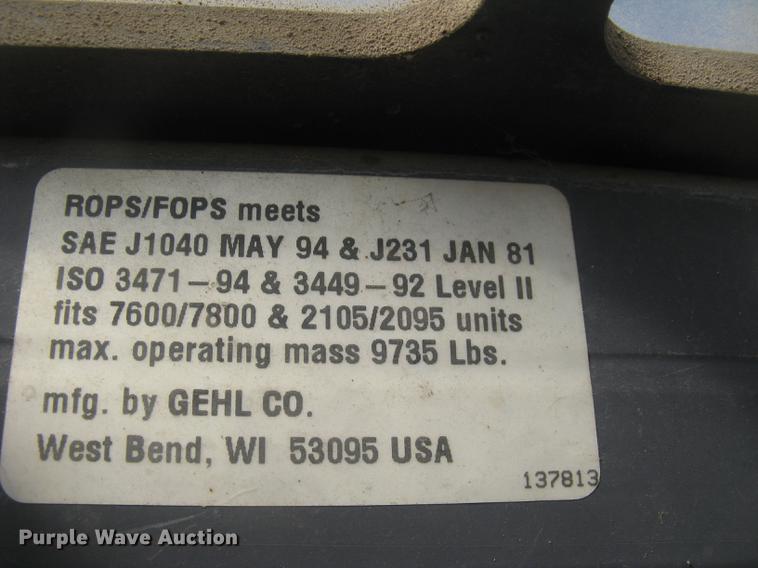 ROPS/FOPS meets
SAE J1040 MAY 94 & J231 JAN 81
ISO 3471-94 & 3449-92 Level II
fits 7600/7800 & 2105/2095 units
max. operating mass 9735 Lbs.
mfg. by GEHL CO.
West Bend, WI 53095 USA
137813
Purple Wave Auction